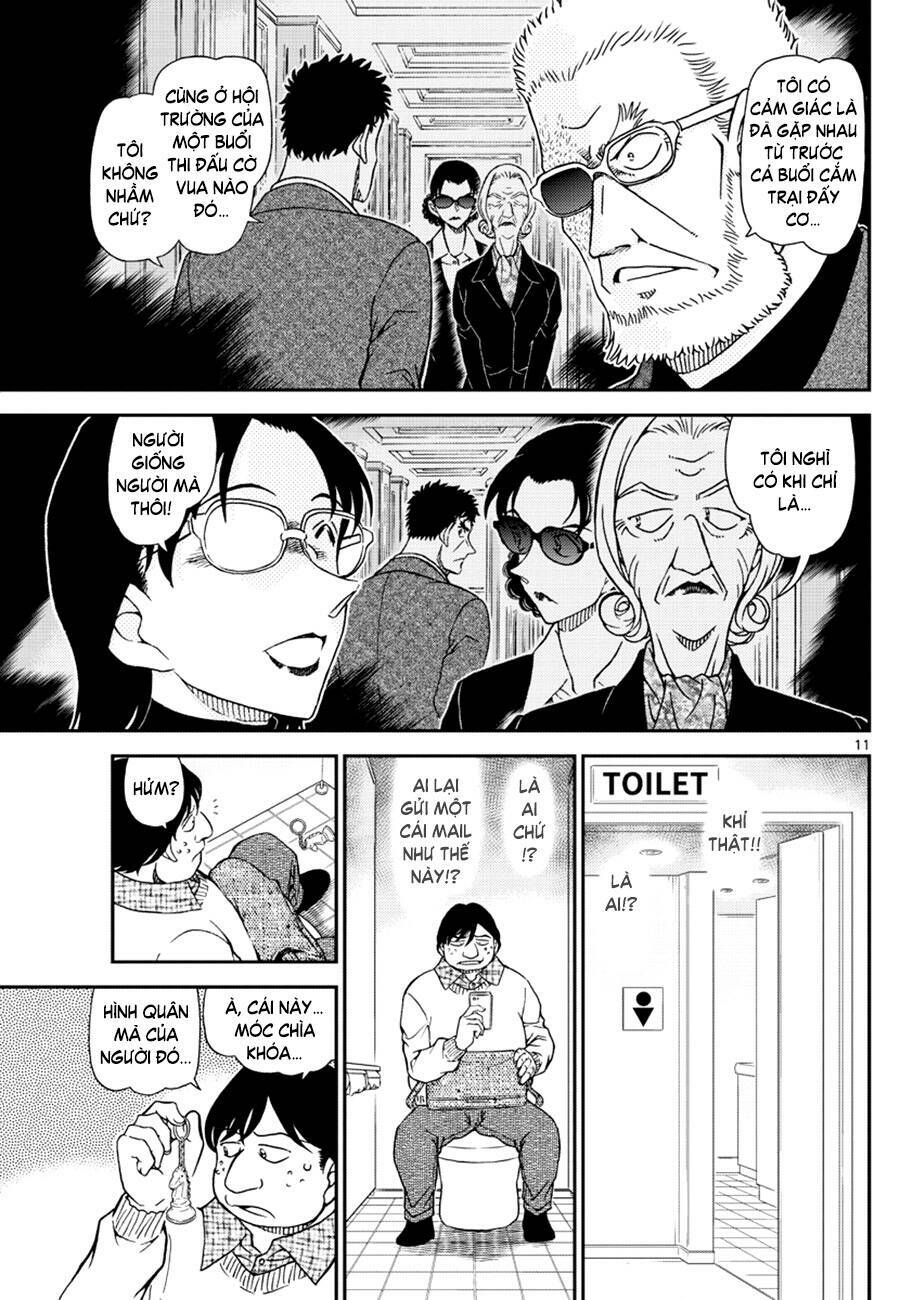 TÔI CÓ
CẢM GIÁC LÀ
ĐÃ GẶP NHAU
TỪ TRƯỚC
CẢ BUỔI CẮM
TRẠI ĐẤY
CƠ...
CŨNG Ở HỘI
TRƯỜNG CỦA
MỘT BUỔI
THI ĐẤU CỜ
VUA NÀO
ĐÓ...
TÔI
KHÔNG
NHẦM
CHỨ?
TÔI NGHĨ
CÓ KHI CHỈ
LÀ...
NGƯỜI
GIỐNG
NGƯỜI MÀ
THÔI!
11
TOILET
KHỈ
THẬT!!
LÀ
AI!?
LÀ
AI
CHỨ
!?
AI LẠI
GỬI MỘT
CÁI MAIL
NHƯ THẾ
NÀY!?
HỬM?
À, CÁI NÀY...
MÓC CHÌA
KHÓA...
HÌNH QUÂN
MÃ CỦA
NGƯỜI ĐÓ...